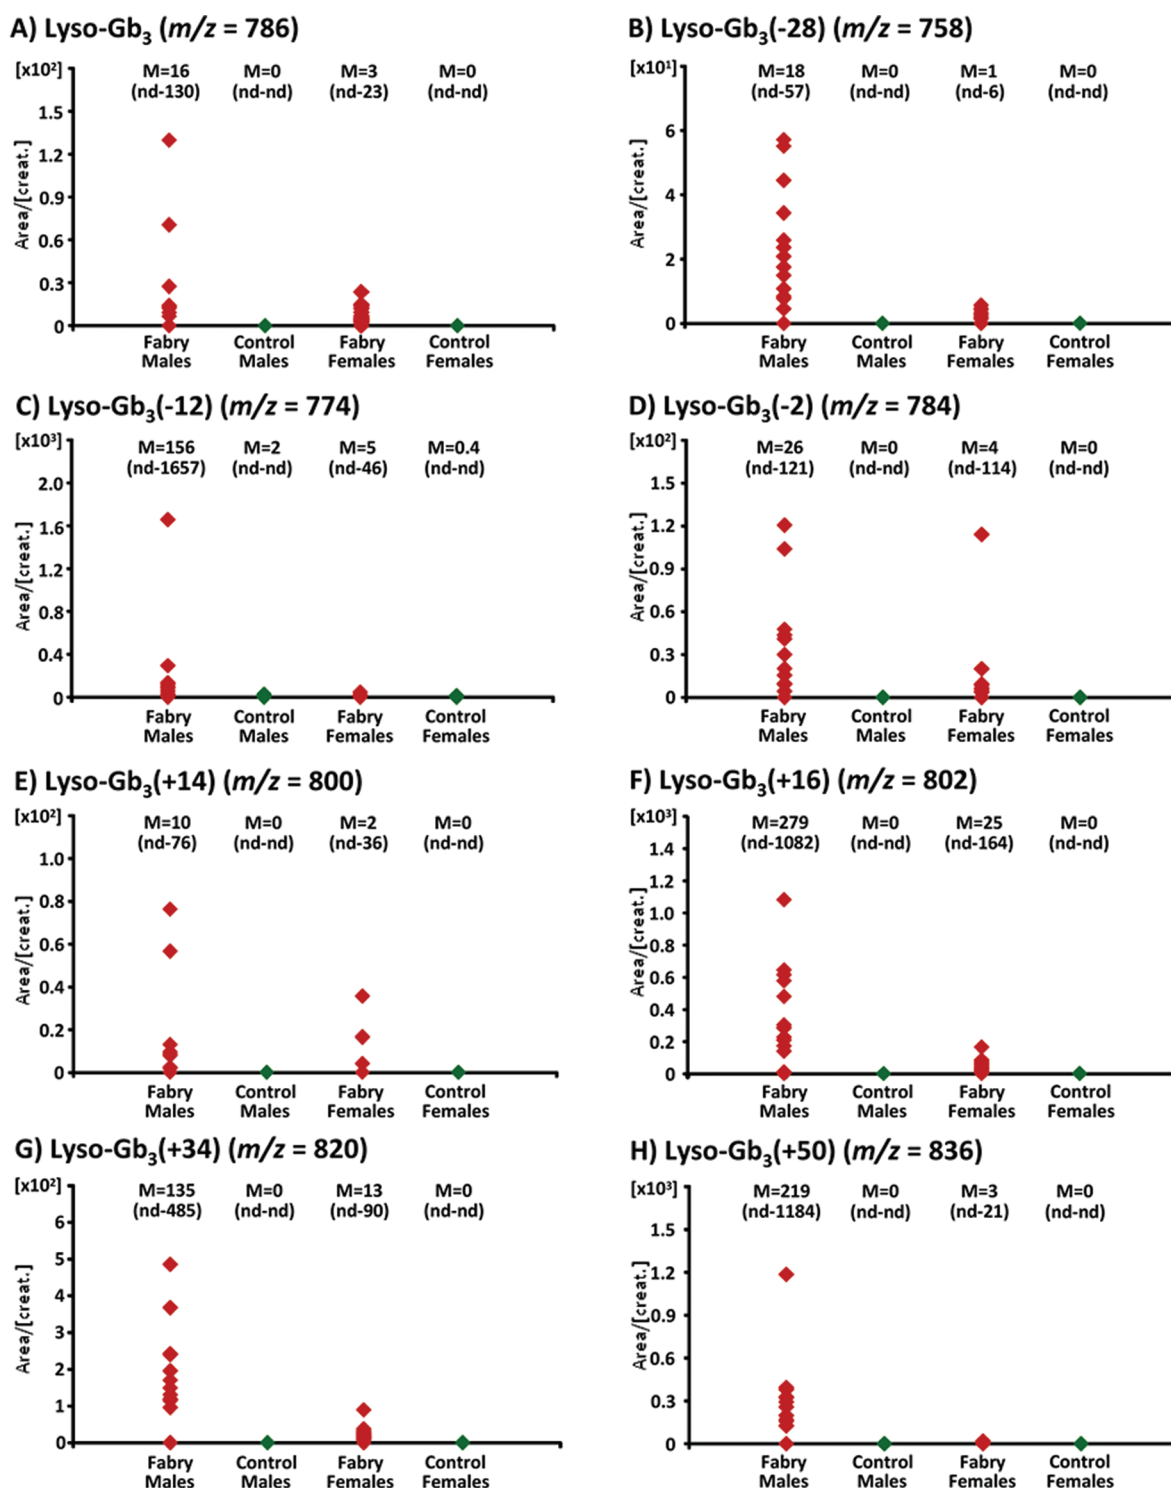 A) Lyso-Gb3 (m/z = 786)
[x10²]
M=16 M=0 M=3 M=0
(nd-130) (nd-nd) (nd-23) (nd-nd)
1.5
1.2
0.9
0.6
0.3
0
Area/[creat.]
Fabry Control Fabry Control
Males Males Females Females
B) Lyso-Gb3(-28) (m/z = 758)
[x10¹]
M=18 M=0 M=1 M=0
(nd-57) (nd-nd) (nd-6) (nd-nd)
6
4
2
0
Area/[creat.]
Fabry Control Fabry Control
Males Males Females Females
C) Lyso-Gb3(-12) (m/z = 774)
[x10³]
M=156 M=2 M=5 M=0.4
(nd-1657) (nd-nd) (nd-46) (nd-nd)
2.0
1.6
1.2
0.8
0.4
0
Area/[creat.]
Fabry Control Fabry Control
Males Males Females Females
D) Lyso-Gb3(-2) (m/z = 784)
[x10²]
M=26 M=0 M=4 M=0
(nd-121) (nd-nd) (nd-114) (nd-nd)
1.5
1.2
0.9
0.6
0.3
0
Area/[creat.]
Fabry Control Fabry Control
Males Males Females Females
E) Lyso-Gb3(+14) (m/z = 800)
[x10²]
M=10 M=0 M=2 M=0
(nd-76) (nd-nd) (nd-36) (nd-nd)
1.0
0.8
0.6
0.4
0.2
0
Area/[creat.]
Fabry Control Fabry Control
Males Males Females Females
F) Lyso-Gb3(+16) (m/z = 802)
[x10³]
M=279 M=0 M=25 M=0
(nd-1082) (nd-nd) (nd-164) (nd-nd)
1.4
1.2
1.0
0.8
0.6
0.4
0.2
0
Area/[creat.]
Fabry Control Fabry Control
Males Males Females Females
G) Lyso-Gb3(+34) (m/z = 820)
[x10²]
M=135 M=0 M=13 M=0
(nd-485) (nd-nd) (nd-90) (nd-nd)
6
5
4
3
2
1
0
Area/[creat.]
Fabry Control Fabry Control
Males Males Females Females
H) Lyso-Gb3(+50) (m/z = 836)
[x10³]
M=219 M=0 M=3 M=0
(nd-1184) (nd-nd) (nd-21) (nd-nd)
1.5
1.2
0.9
0.6
0.3
0
Area/[creat.]
Fabry Control Fabry Control
Males Males Females Females